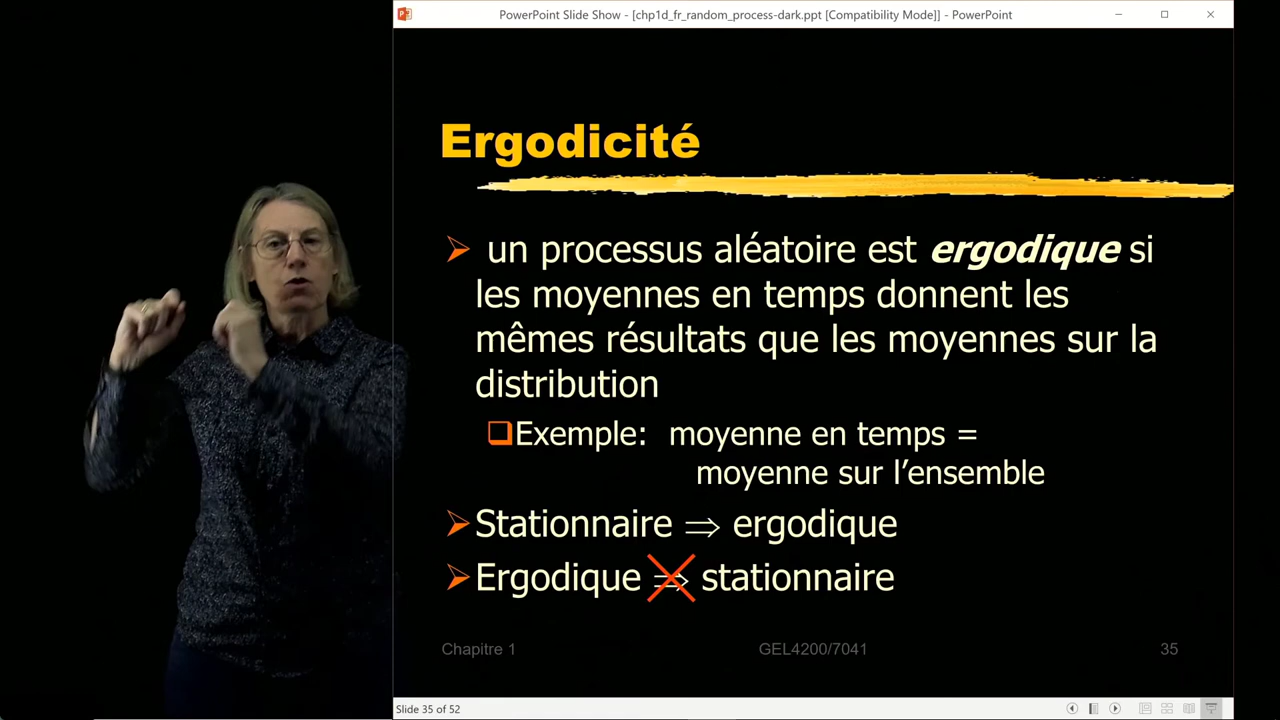 PowerPoint Slide Show - [chp1d_fr_random_process-dark.ppt [Compatibility Mode]] - PowerPoint
Ergodicité
un processus aléatoire est ergodique si
les moyennes en temps donnent les
mêmes résultats que les moyennes sur la
distribution
Exemple: moyenne en temps =
moyenne sur l’ensemble
Stationnaire ⇒ ergodique
Ergodique ⇒ stationnaire
Chapitre 1 GEL4200/7041 35
Slide 35 of 52